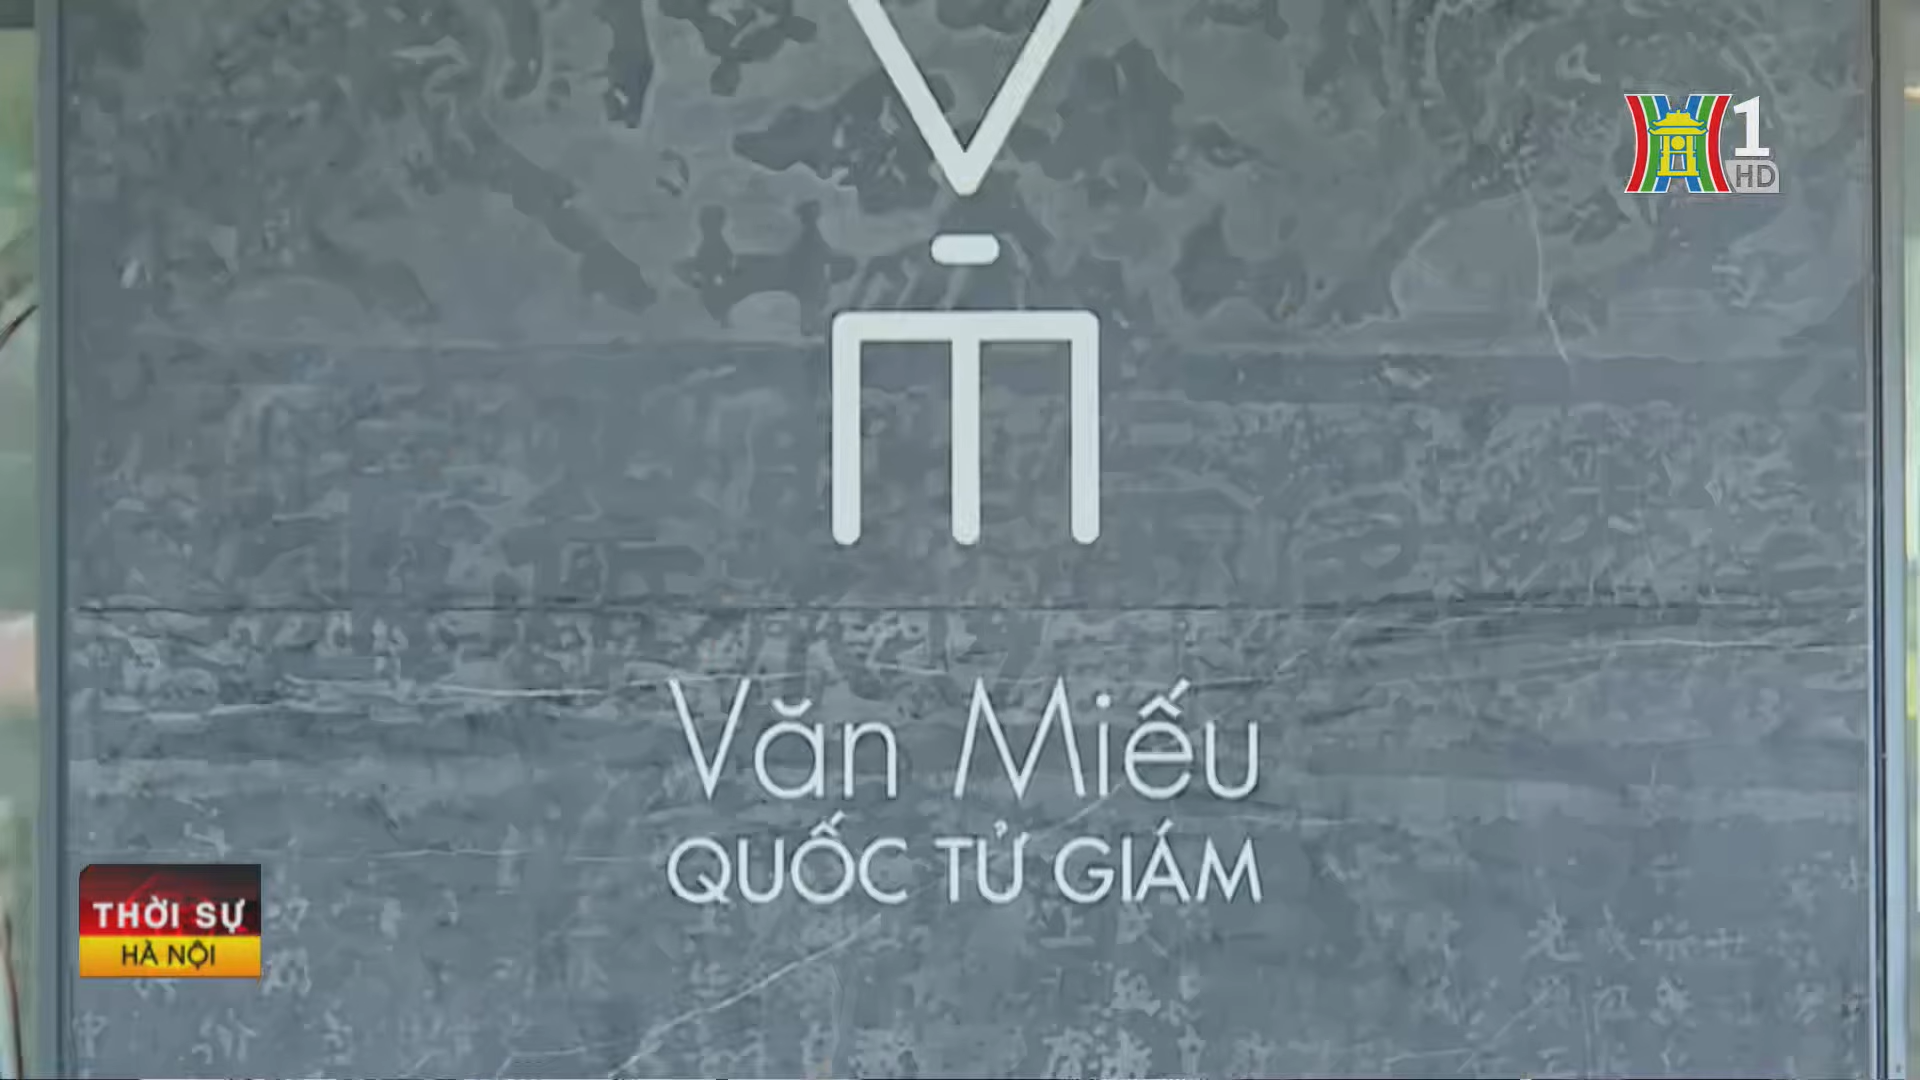 1
HD
Văn Miếu
QUỐC TỬ GIÁM
THỜI SỰ
HÀ NỘI